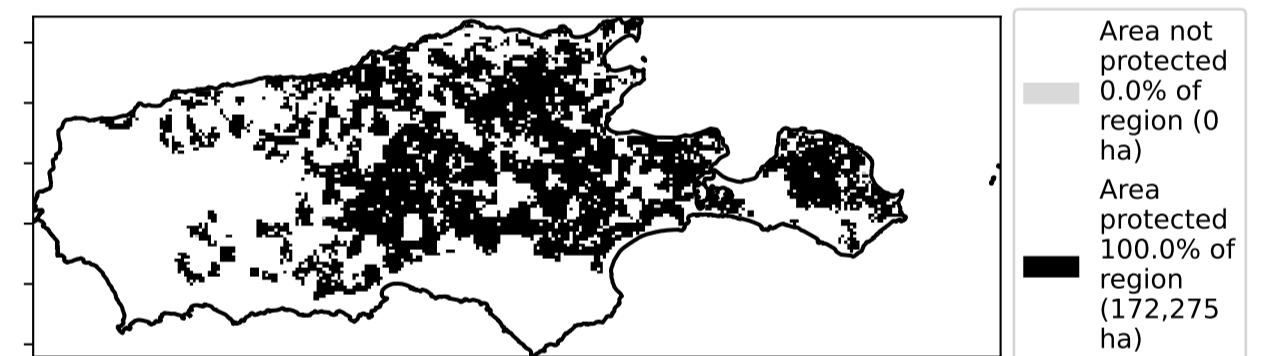 Area not
protected
0.0% of
region (0
ha)
Area
protected
100.0% of
region
(172,275
ha)